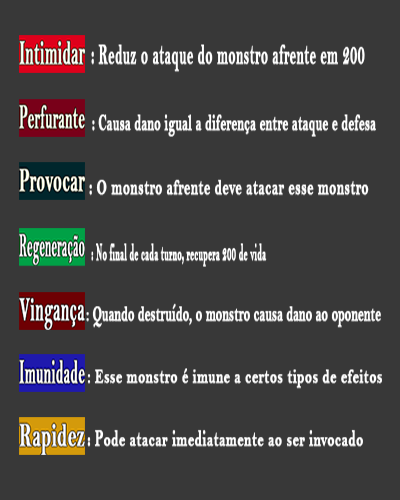 Intimidar : Reduz o ataque do monstro afrente em 200
Perfurante : Causa dano igual a diferença entre ataque e defesa
Provocar : O monstro afrente deve atacar esse monstro
Regeneração : No final de cada turno, recupera 200 de vida
Vingança: Quando destruído, o monstro causa dano ao oponente
Imunidade: Esse monstro é imune a certos tipos de efeitos
Rapidez: Pode atacar imediatamente ao ser invocado